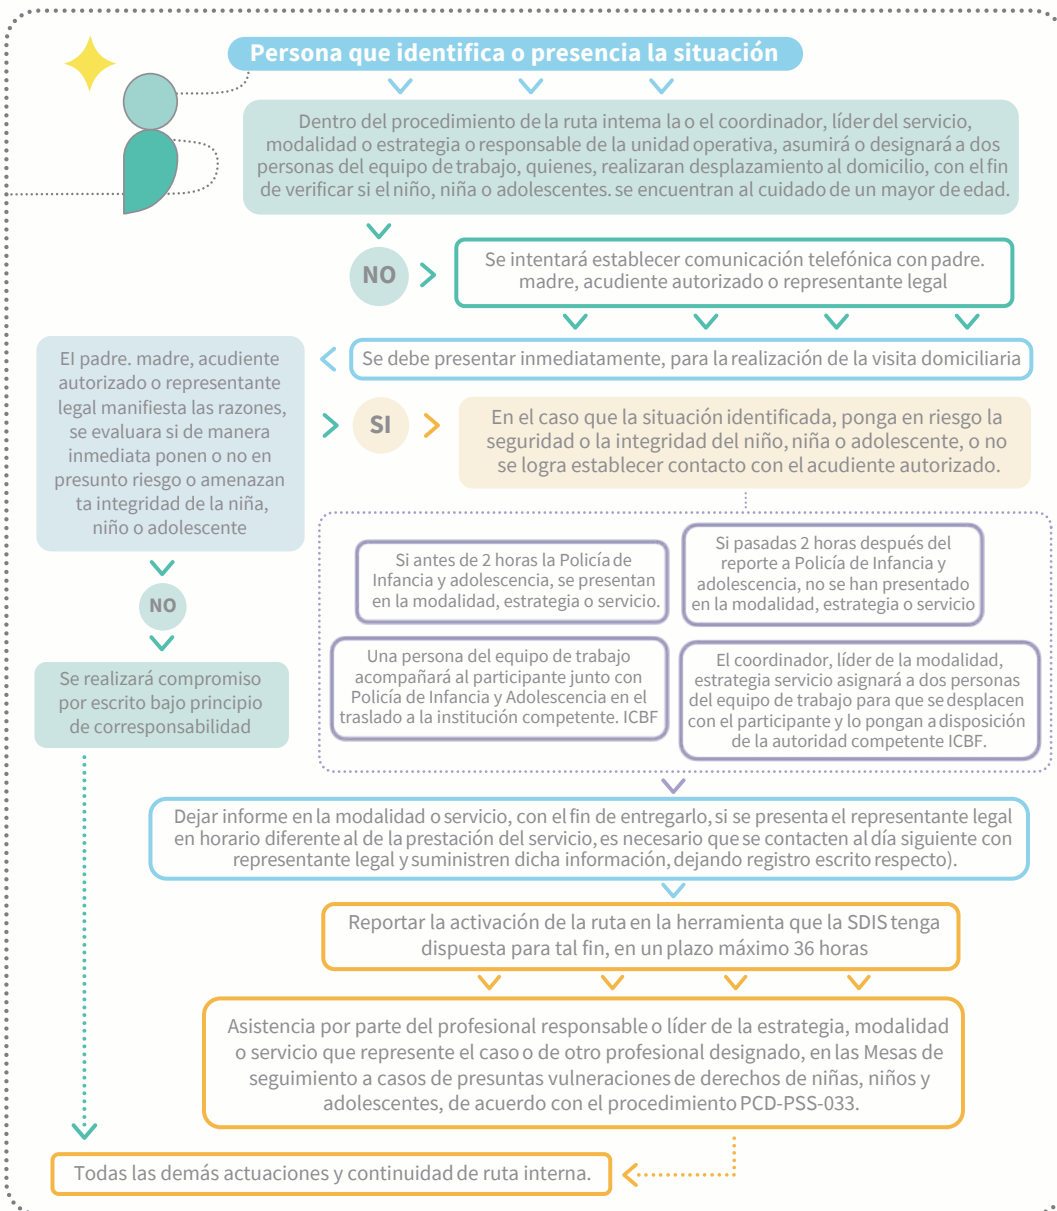 Persona que identifica o presencia la situación
Dentro del procedimiento de la ruta intema la o el coordinador, líder del servicio,
modalidad o estrategia o responsable de la unidad operativa, asumirá o designará a dos
personas del equipo de trabajo, quienes, realizaran desplazamiento al domicilio, con el fin
de verificar si el niño, niña o adolescentes. se encuentran al cuidado de un mayor de edad.
NO
Se intentará establecer comunicación telefónica con padre.
madre, acudiente autorizado o representante legal
Se debe presentar inmediatamente, para la realización de la visita domiciliaria
El padre. madre, acudiente
autorizado o representante
legal manifiesta las razones,
se evaluara si de manera
inmediata ponen o no en
presunto riesgo o amenazan
ta integridad de la niña,
niño o adolescente
SI
En el caso que la situación identificada, ponga en riesgo la
seguridad o la integridad del niño, niña o adolescente, o no
se logra establecer contacto con el acudiente autorizado.
NO
Se realizará compromiso
por escrito bajo principio
de corresponsabilidad
Si antes de 2 horas la Policía de
Infancia y adolescencia, se presentan
en la modalidad, estrategia o servicio.
Si pasadas 2 horas después del
reporte a Policía de Infancia y
adolescencia, no se han presentado
en la modalidad, estrategia o servicio
Una persona del equipo de trabajo
acompañará al participante junto con
Policía de Infancia y Adolescencia en el
traslado a la institución competente. ICBF
El coordinador, líder de la modalidad,
estrategia servicio asignará a dos personas
del equipo de trabajo para que se desplacen
con el participante y lo pongan a disposición
de la autoridad competente ICBF.
Dejar informe en la modalidad o servicio, con el fin de entregarlo, si se presenta el representante legal
en horario diferente al de la prestación del servicio, es necesario que se contacten al día siguiente con
representante legal y suministren dicha información, dejando registro escrito respecto).
Reportar la activación de la ruta en la herramienta que la SDIS tenga
dispuesta para tal fin, en un plazo máximo 36 horas
Asistencia por parte del profesional responsable o líder de la estrategia, modalidad
o servicio que represente el caso o de otro profesional designado, en las Mesas de
seguimiento a casos de presuntas vulneraciones de derechos de niñas, niños y
adolescentes, de acuerdo con el procedimiento PCD-PSS-033.
Todas las demás actuaciones y continuidad de ruta interna.